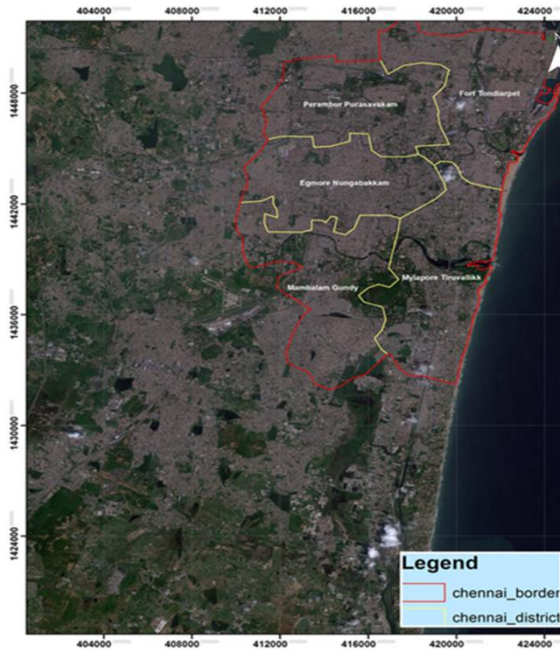 404000 408000 412000 416000 420000 424000
1448000
1442000
1436000
1430000
1424000
Perambur Purasavakam
Fort Tondiarpet
Egmore Nungabakkam
Mambalam Gundy
Mylapore Tiruvallikk
Legend
chennai_border
chennai_district
404000 408000 412000 416000 420000 424000